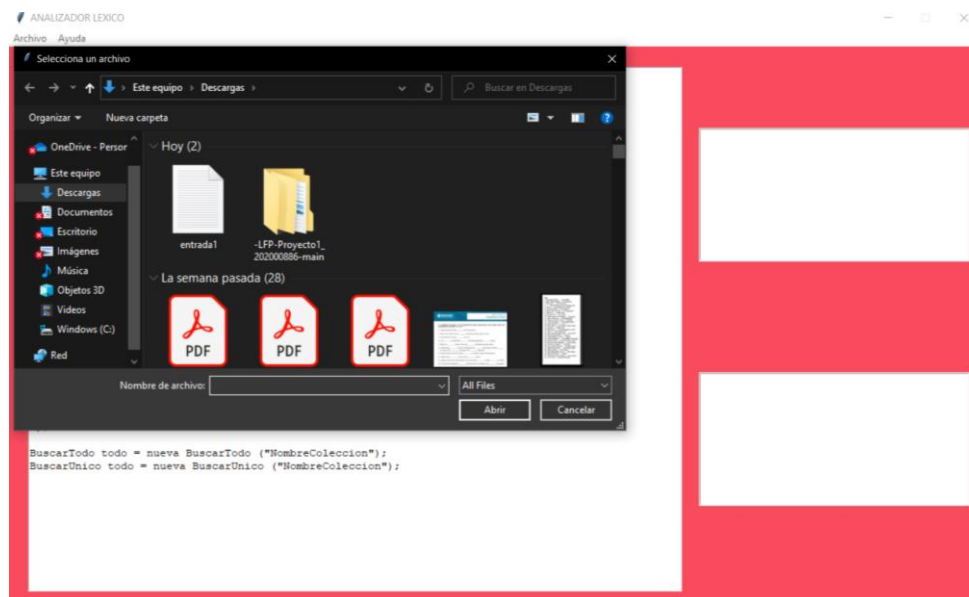 ANALIZADOR LEXICO
Archivo Ayuda
Selecciona un archivo
Este equipo > Descargas >
Buscar en Descargas
Organizar
Nueva carpeta
OneDrive - Persor
Este equipo
Descargas
Documentos
Escritorio
Imágenes
Música
Objetos 3D
Videos
Windows (C:)
Red
Hoy (2)
entrada1
-LFP-Proyecto1_
202000886-main
La semana pasada (28)
PDF
PDF
PDF
Nombre de archivo:
All Files
Abrir
Cancelar
BuscarTodo todo = nueva BuscarTodo ("NombreColeccion");
BuscarUnico todo = nueva BuscarUnico ("NombreColeccion");